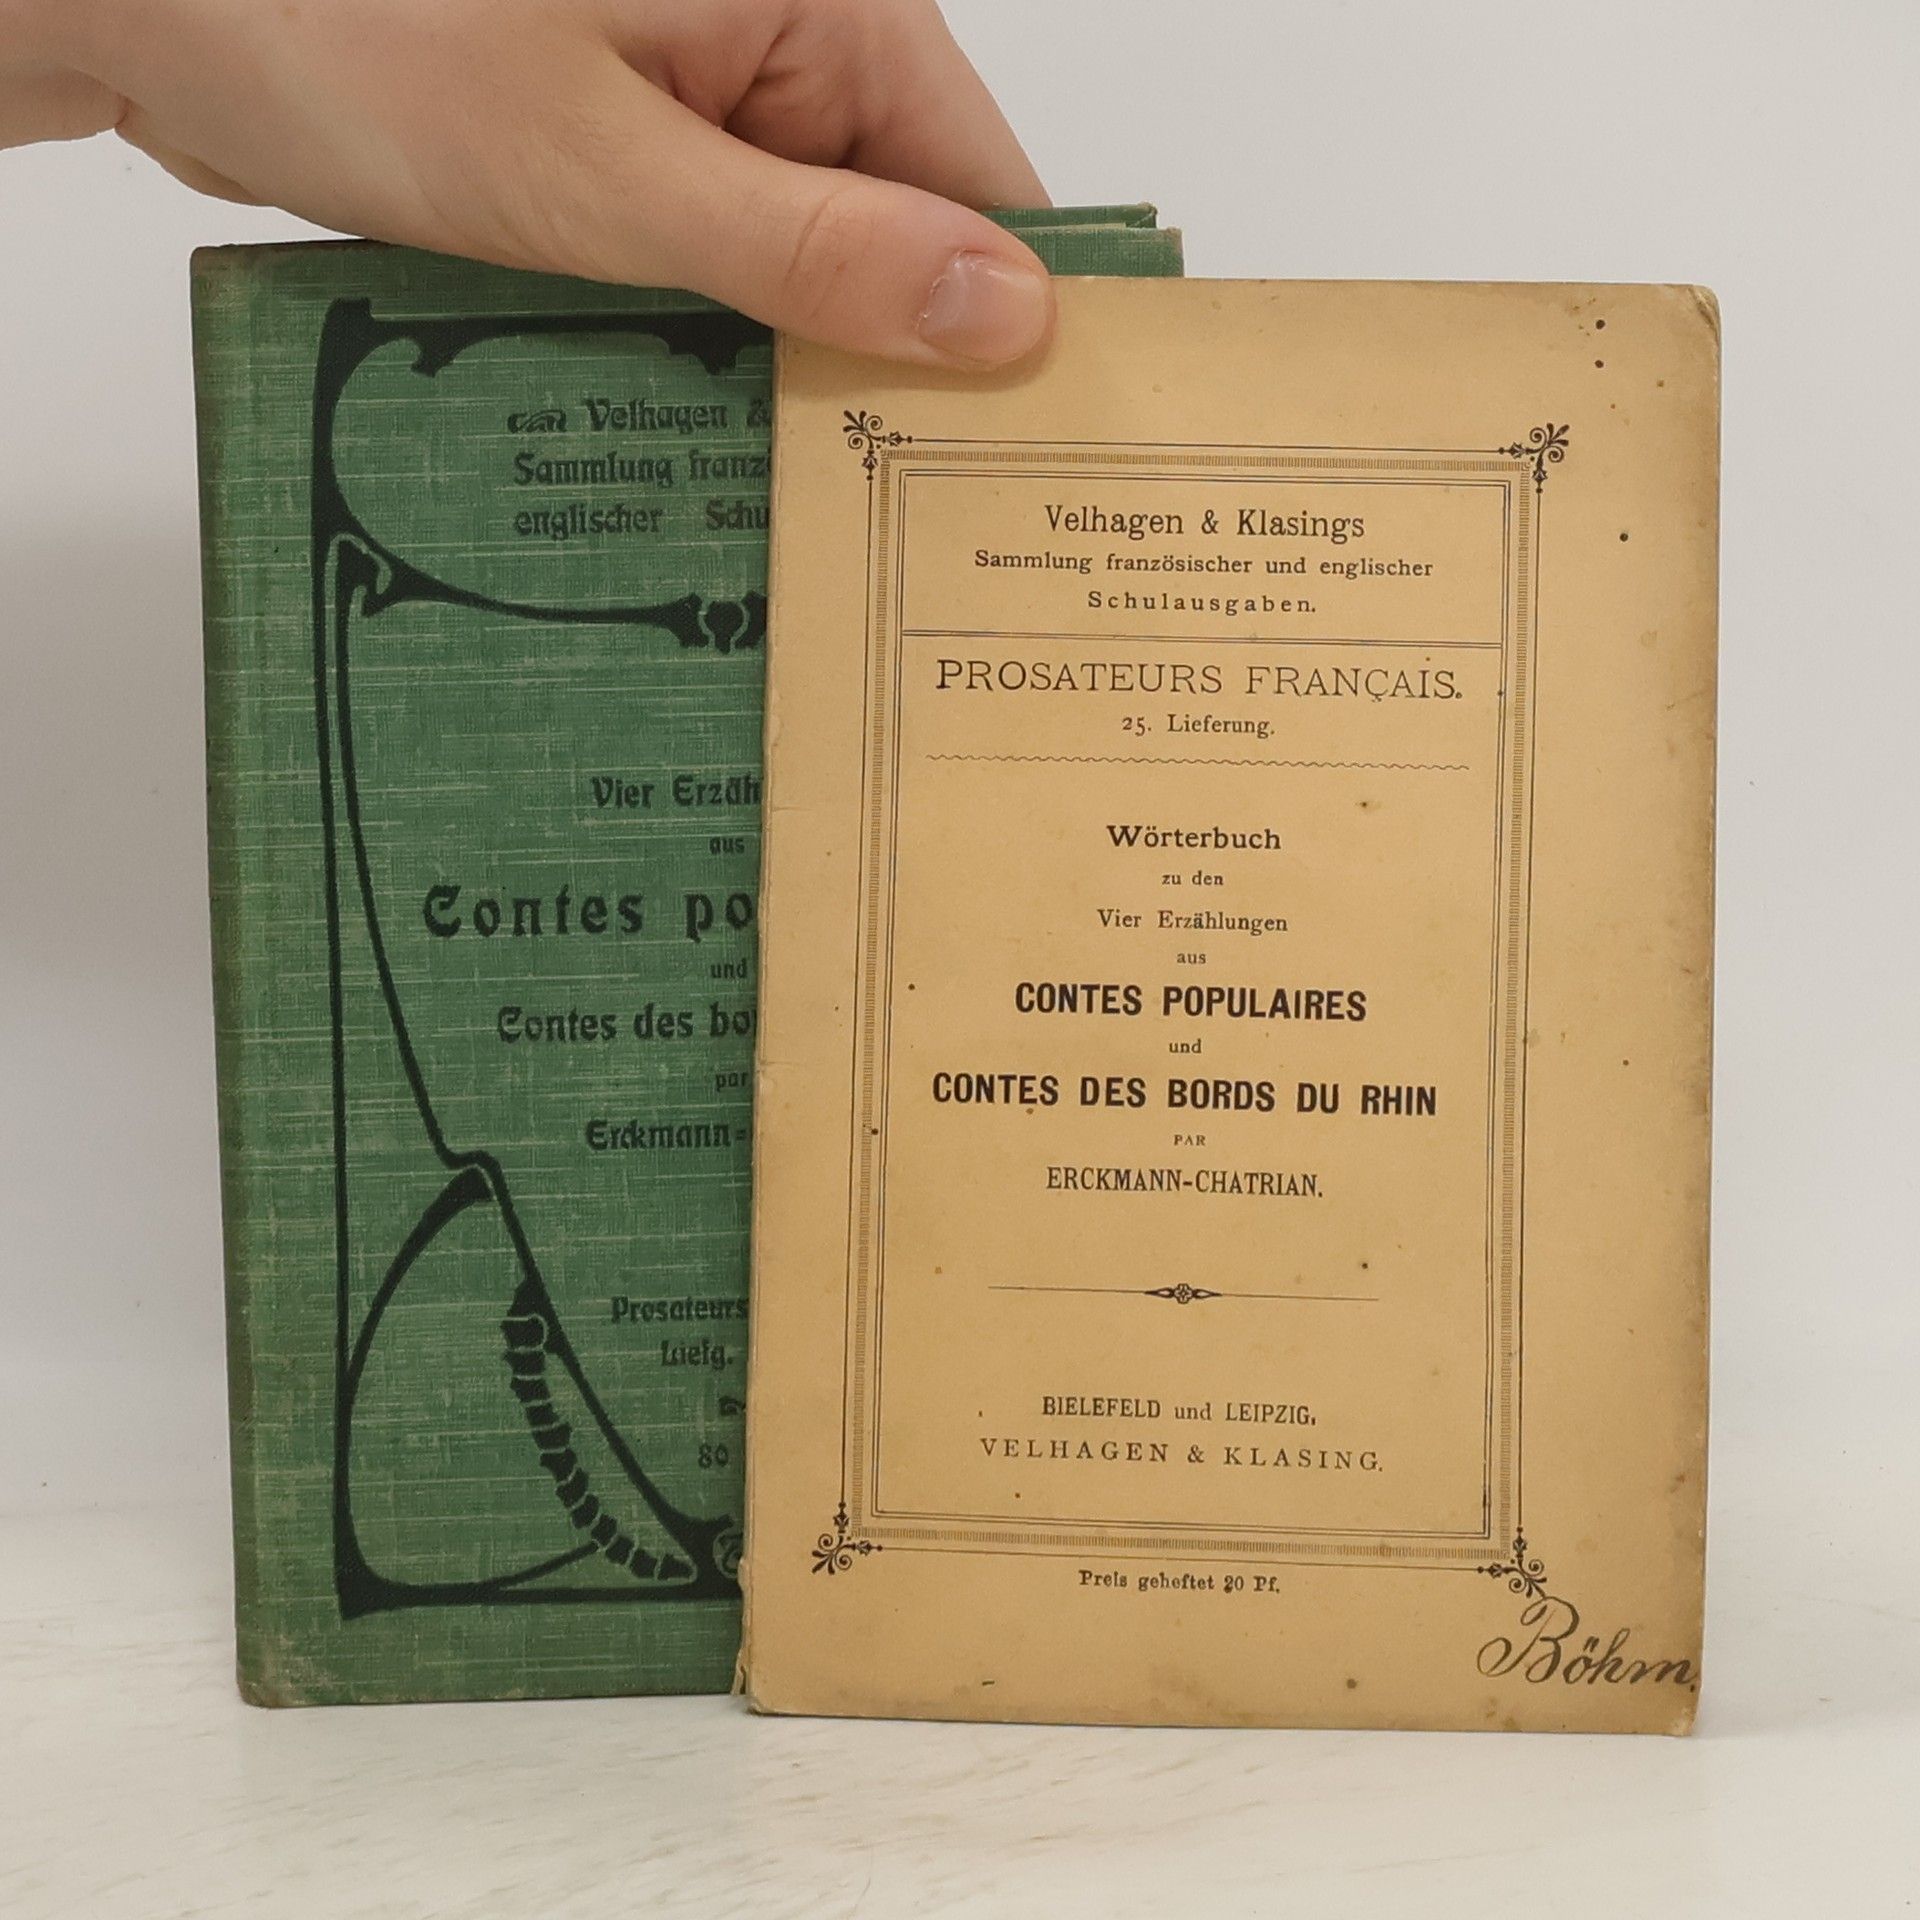 Velhagen &
Sammlung franzö
englischer Schu
Vier Erzäh
aus
Contes po
und
Contes des bo
par
Erckmann-
Prosateurs
Liefg.
80
Velhagen & Klasings
Sammlung französischer und englischer
Schulausgaben.
PROSATEURS FRANÇAIS.
25. Lieferung.
Wörterbuch
zu den
Vier Erzählungen
aus
CONTES POPULAIRES
und
CONTES DES BORDS DU RHIN
PAR
ERCKMANN-CHATRIAN.
BIELEFELD und LEIPZIG,
VELHAGEN & KLASING.
Preis geheftet 20 Pf.
Böhm.